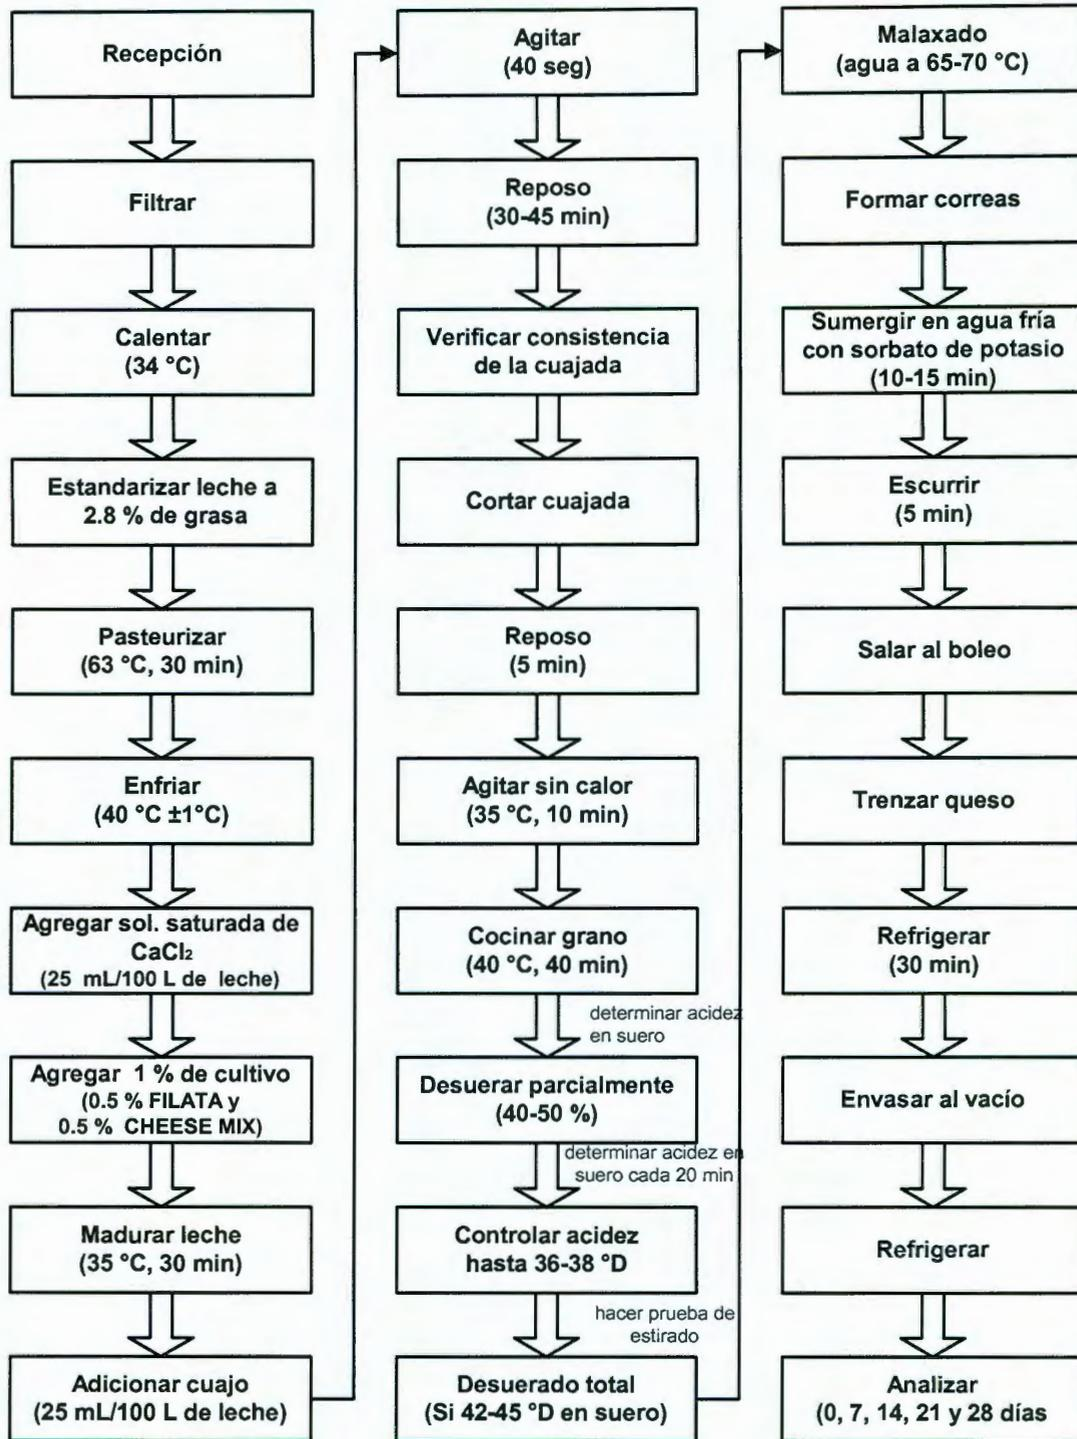 Recepción
Filtrar
Calentar
(34 °C)
Estandarizar leche a
2.8 % de grasa
Pasteurizar
(63 °C, 30 min)
Enfriar
(40 °C ±1°C)
Agregar sol. saturada de
CaCl₂
(25 mL/100 L de leche)
Agregar 1 % de cultivo
(0.5 % FILATA y
0.5 % CHEESE MIX)
Madurar leche
(35 °C, 30 min)
Adicionar cuajo
(25 mL/100 L de leche)
Agitar
(40 seg)
Reposo
(30-45 min)
Verificar consistencia
de la cuajada
Cortar cuajada
Reposo
(5 min)
Agitar sin calor
(35 °C, 10 min)
Cocinar grano
(40 °C, 40 min)
determinar acidez
en suero
Desuerar parcialmente
(40-50 %)
determinar acidez en
suero cada 20 min
Controlar acidez
hasta 36-38 °D
hacer prueba de
estirado
Desuerado total
(Si 42-45 °D en suero)
Malaxado
(agua a 65-70 °C)
Formar correas
Sumergir en agua fría
con sorbato de potasio
(10-15 min)
Escurrir
(5 min)
Salar al boleo
Trenzar queso
Refrigerar
(30 min)
Envasar al vacío
Refrigerar
Analizar
(0, 7, 14, 21 y 28 días